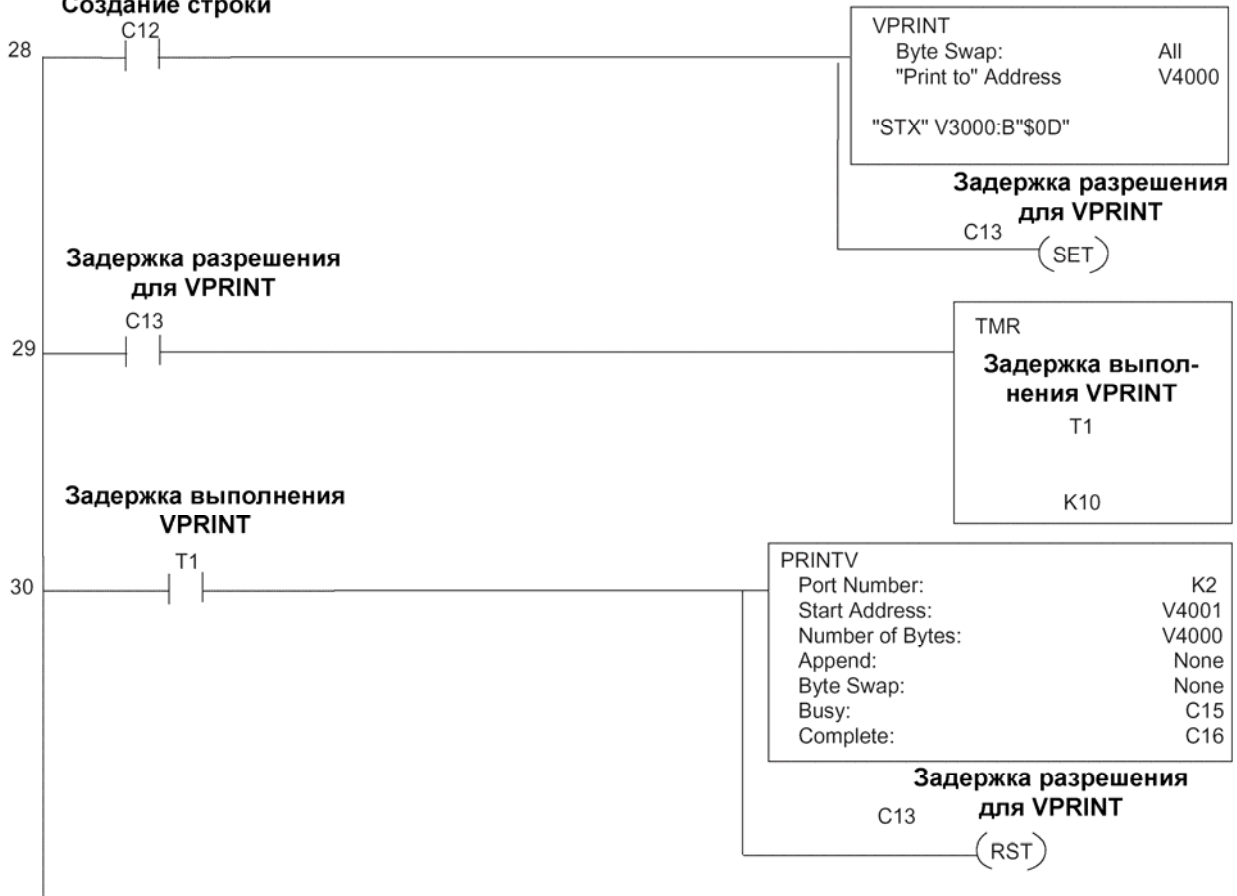 Создание строки
C12
28
VPRINT
Byte Swap: All
"Print to" Address V4000
"STX" V3000:B"$0D"
Задержка разрешения
для VPRINT
C13
SET
Задержка разрешения
для VPRINT
C13
29
TMR
Задержка выпол-
нения VPRINT
T1
K10
Задержка выполнения
VPRINT
T1
30
PRINTV
Port Number: K2
Start Address: V4001
Number of Bytes: V4000
Append: None
Byte Swap: None
Busy: C15
Complete: C16
Задержка разрешения
для VPRINT
C13
RST